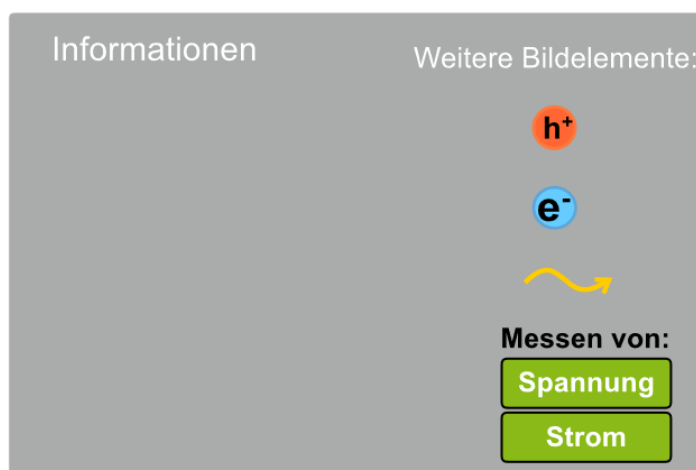 Informationen
Weitere Bildelemente:
h⁺
e⁻
Messen von:
Spannung
Strom